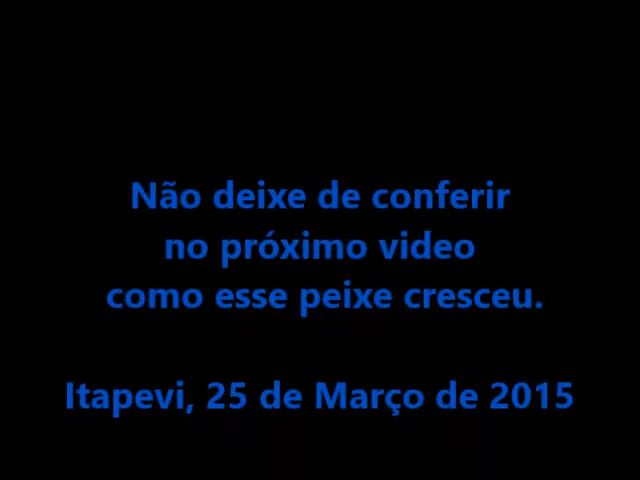 Não deixe de conferir
no próximo video
como esse peixe cresceu.
Itapevi, 25 de Março de 2015